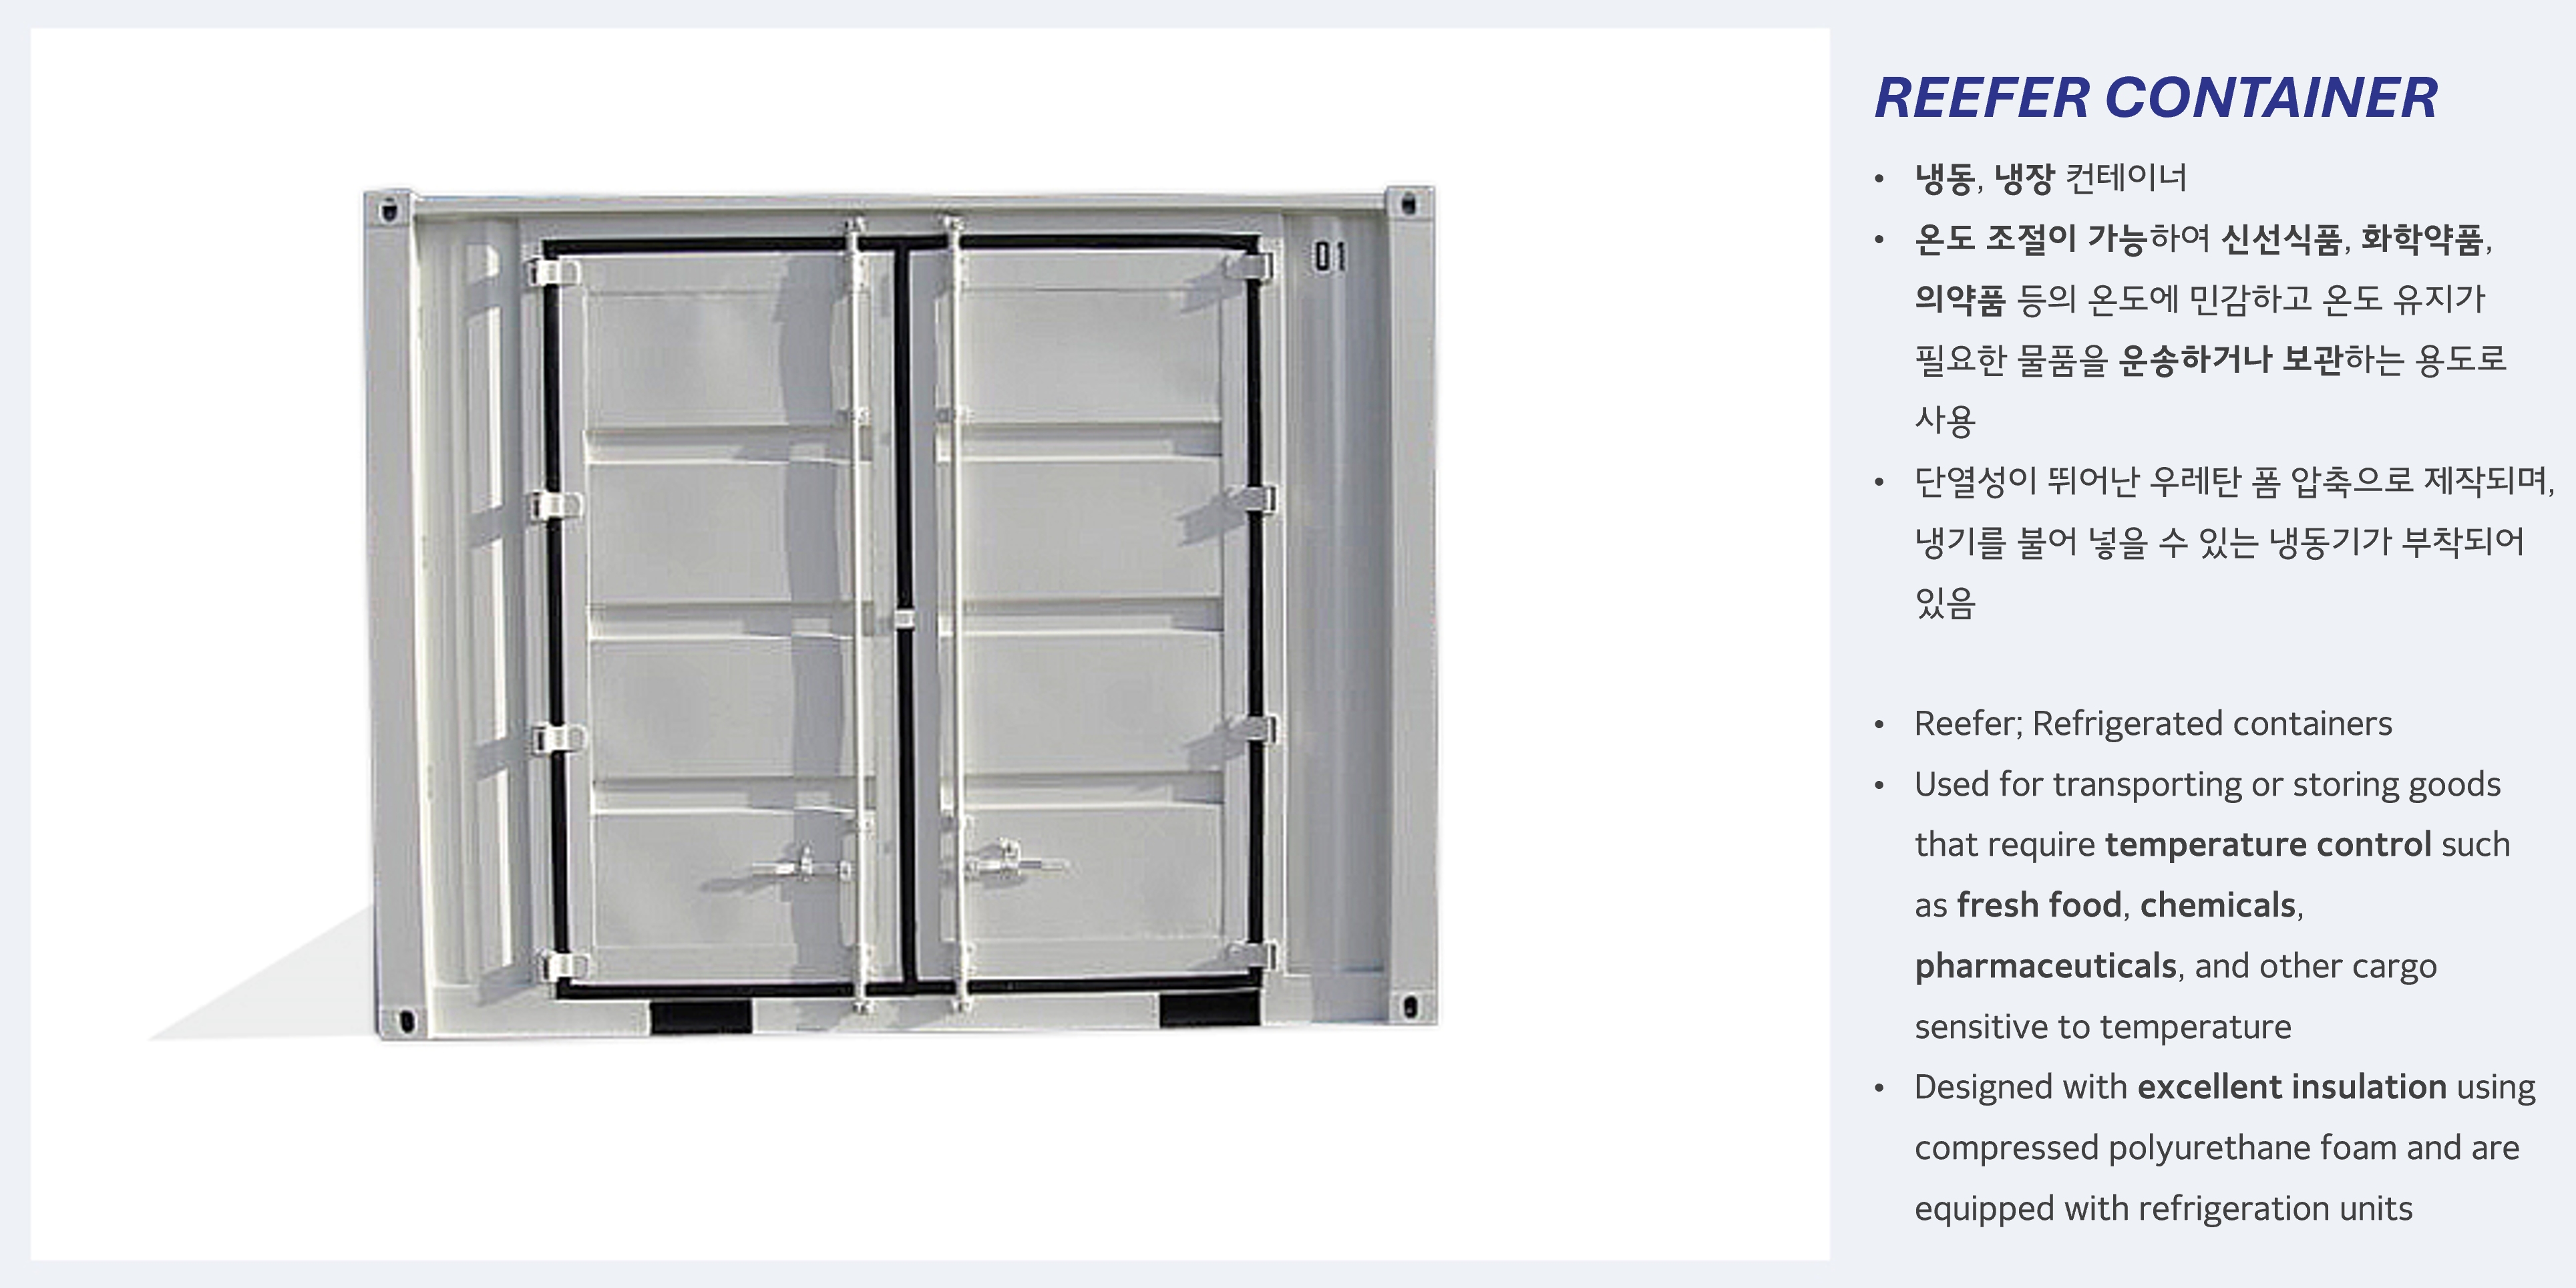 REEFER CONTAINER
• 냉동, 냉장 컨테이너
• 온도 조절이 가능하여 신선식품, 화학약품,
의약품 등의 온도에 민감하고 온도 유지가
필요한 물품을 운송하거나 보관하는 용도로
사용
• 단열성이 뛰어난 우레탄 폼 압축으로 제작되며,
냉기를 불어 넣을 수 있는 냉동기가 부착되어
있음
• Reefer; Refrigerated containers
• Used for transporting or storing goods
that require temperature control such
as fresh food, chemicals,
pharmaceuticals, and other cargo
sensitive to temperature
• Designed with excellent insulation using
compressed polyurethane foam and are
equipped with refrigeration units
01